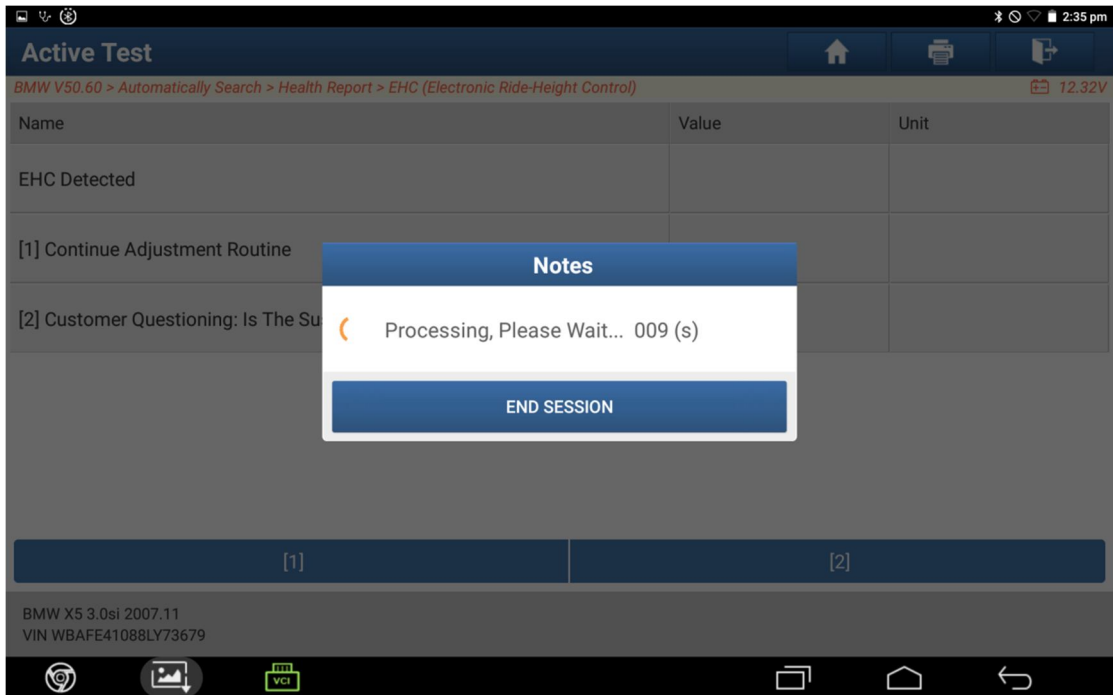 2:35 pm
Active Test
BMW V50.60 > Automatically Search > Health Report > EHC (Electronic Ride-Height Control) 12.32V
Name Value Unit
EHC Detected
[1] Continue Adjustment Routine
Notes
[2] Customer Questioning: Is The Su
Processing, Please Wait... 009 (s)
END SESSION
[1] [2]
BMW X5 3.0si 2007.11
VIN WBAFE41088LY73679
VCI